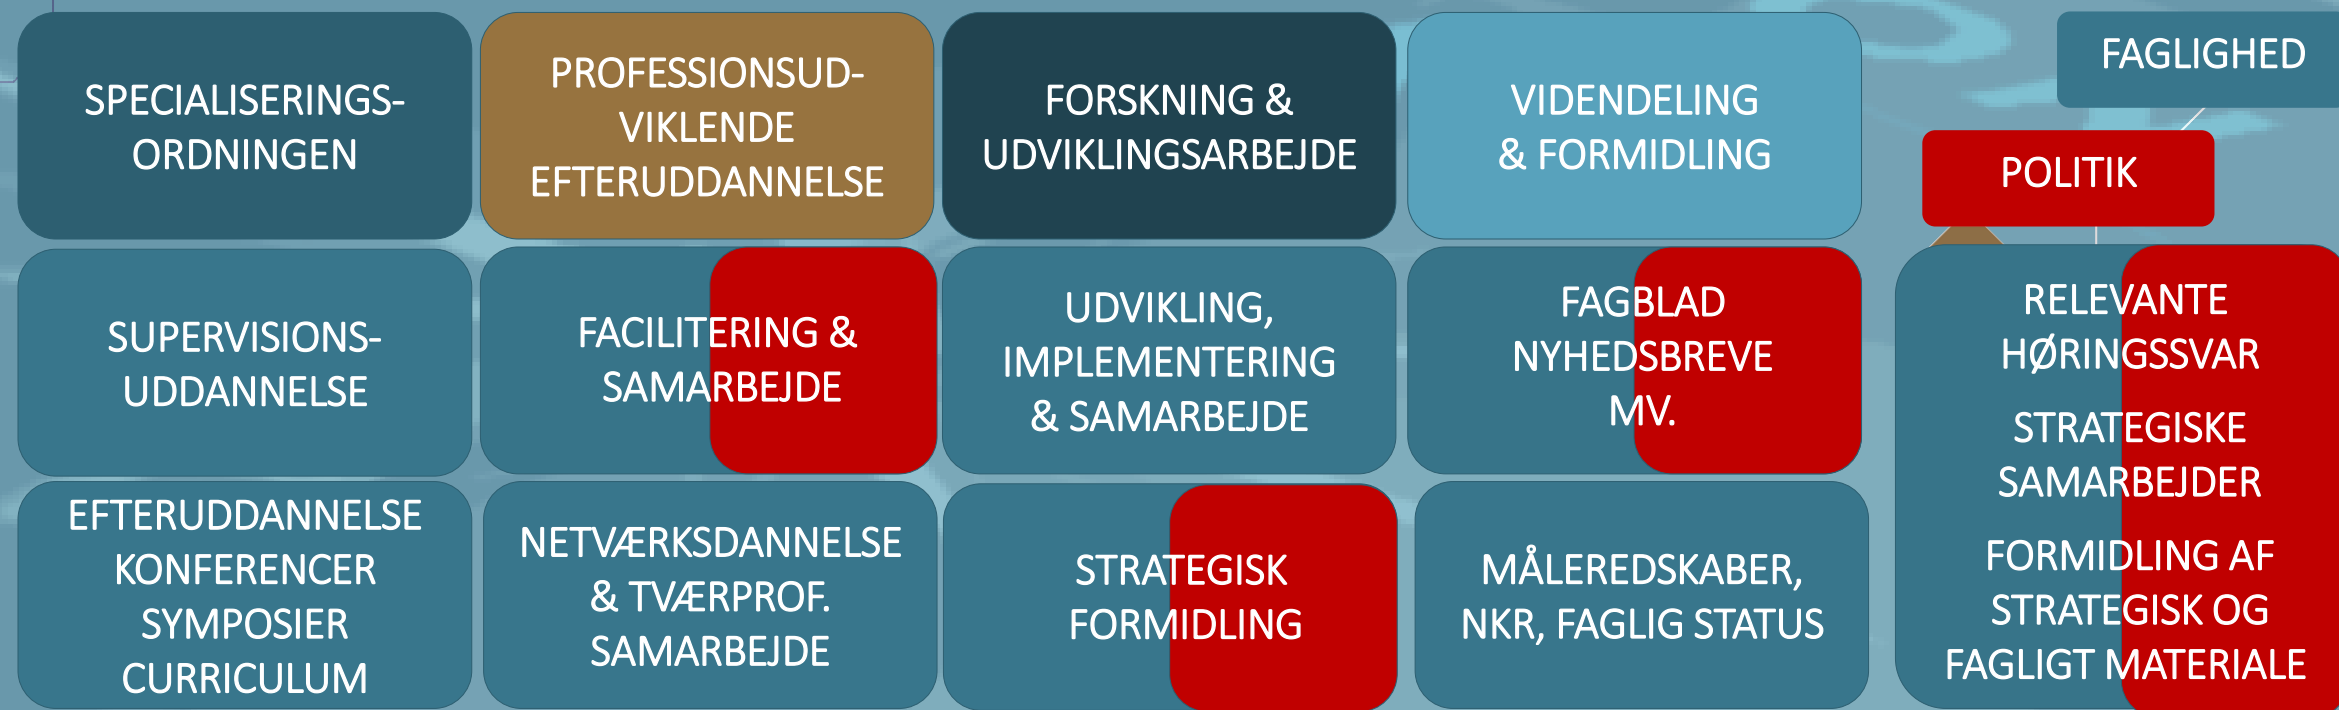 SPECIALISERINGS-
ORDNINGEN
PROFESSIONSUD-
VIKLENDE
EFTERUDDANNELSE
FORSKNING &
UDVIKLINGSARBEJDE
VIDENDELING
& FORMIDLING
FAGLIGHED
POLITIK
SUPERVISIONS-
UDDANNELSE
FACILITERING &
SAMARBEJDE
UDVIKLING,
IMPLEMENTERING
& SAMARBEJDE
FAGBLAD
NYHEDSBREVE
MV.
RELEVANTE
HØRINGSSVAR
STRATEGISKE
SAMARBEJDER
FORMIDLING AF
STRATEGISK OG
FAGLIGT MATERIALE
EFTERUDDANNELSE
KONFERENCER
SYMPOSIER
CURRICULUM
NETVÆRKSDANNELSE
& TVÆRPROF.
SAMARBEJDE
STRATEGISK
FORMIDLING
MÅLEREDSKABER,
NKR, FAGLIG STATUS